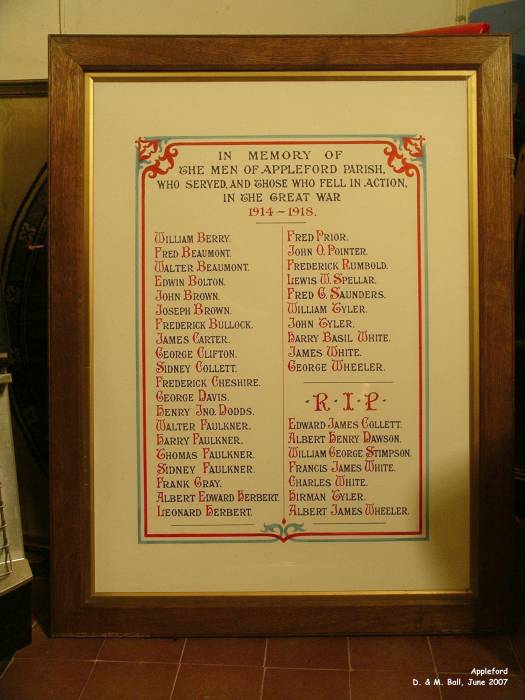 IN MEMORY OF
THE MEN OF APPLEFORD PARISH,
WHO SERVED, AND THOSE WHO FELL IN ACTION,
IN THE GREAT WAR
1914 ~ 1918.
William Berry.
Fred Beaumont.
Walter Beaumont.
Edwin Bolton.
John Brown.
Joseph Brown.
Frederick Bullock.
James Carter.
George Clifton.
Sidney Collett.
Frederick Cheshire.
George Davis.
Henry Jno. Dodds.
Walter Faulkner.
Harry Faulkner.
Thomas Faulkner.
Sidney Faulkner.
Frank Gray.
Albert Edward Herbert.
Leonard Herbert.
Fred Prior.
John O. Pointer.
Frederick Rumbold.
Lewis W. Spellar.
Fred G. Saunders.
William Tyler.
John Tyler.
Harry Basil White.
James White.
George Wheeler.
·R·I·P·
Edward James Collett.
Albert Henry Dawson.
William George Stimpson.
Francis James White.
Charles White.
Hirman Tyler.
Albert James Wheeler.
Appleford
D. & M. Ball, June 2007